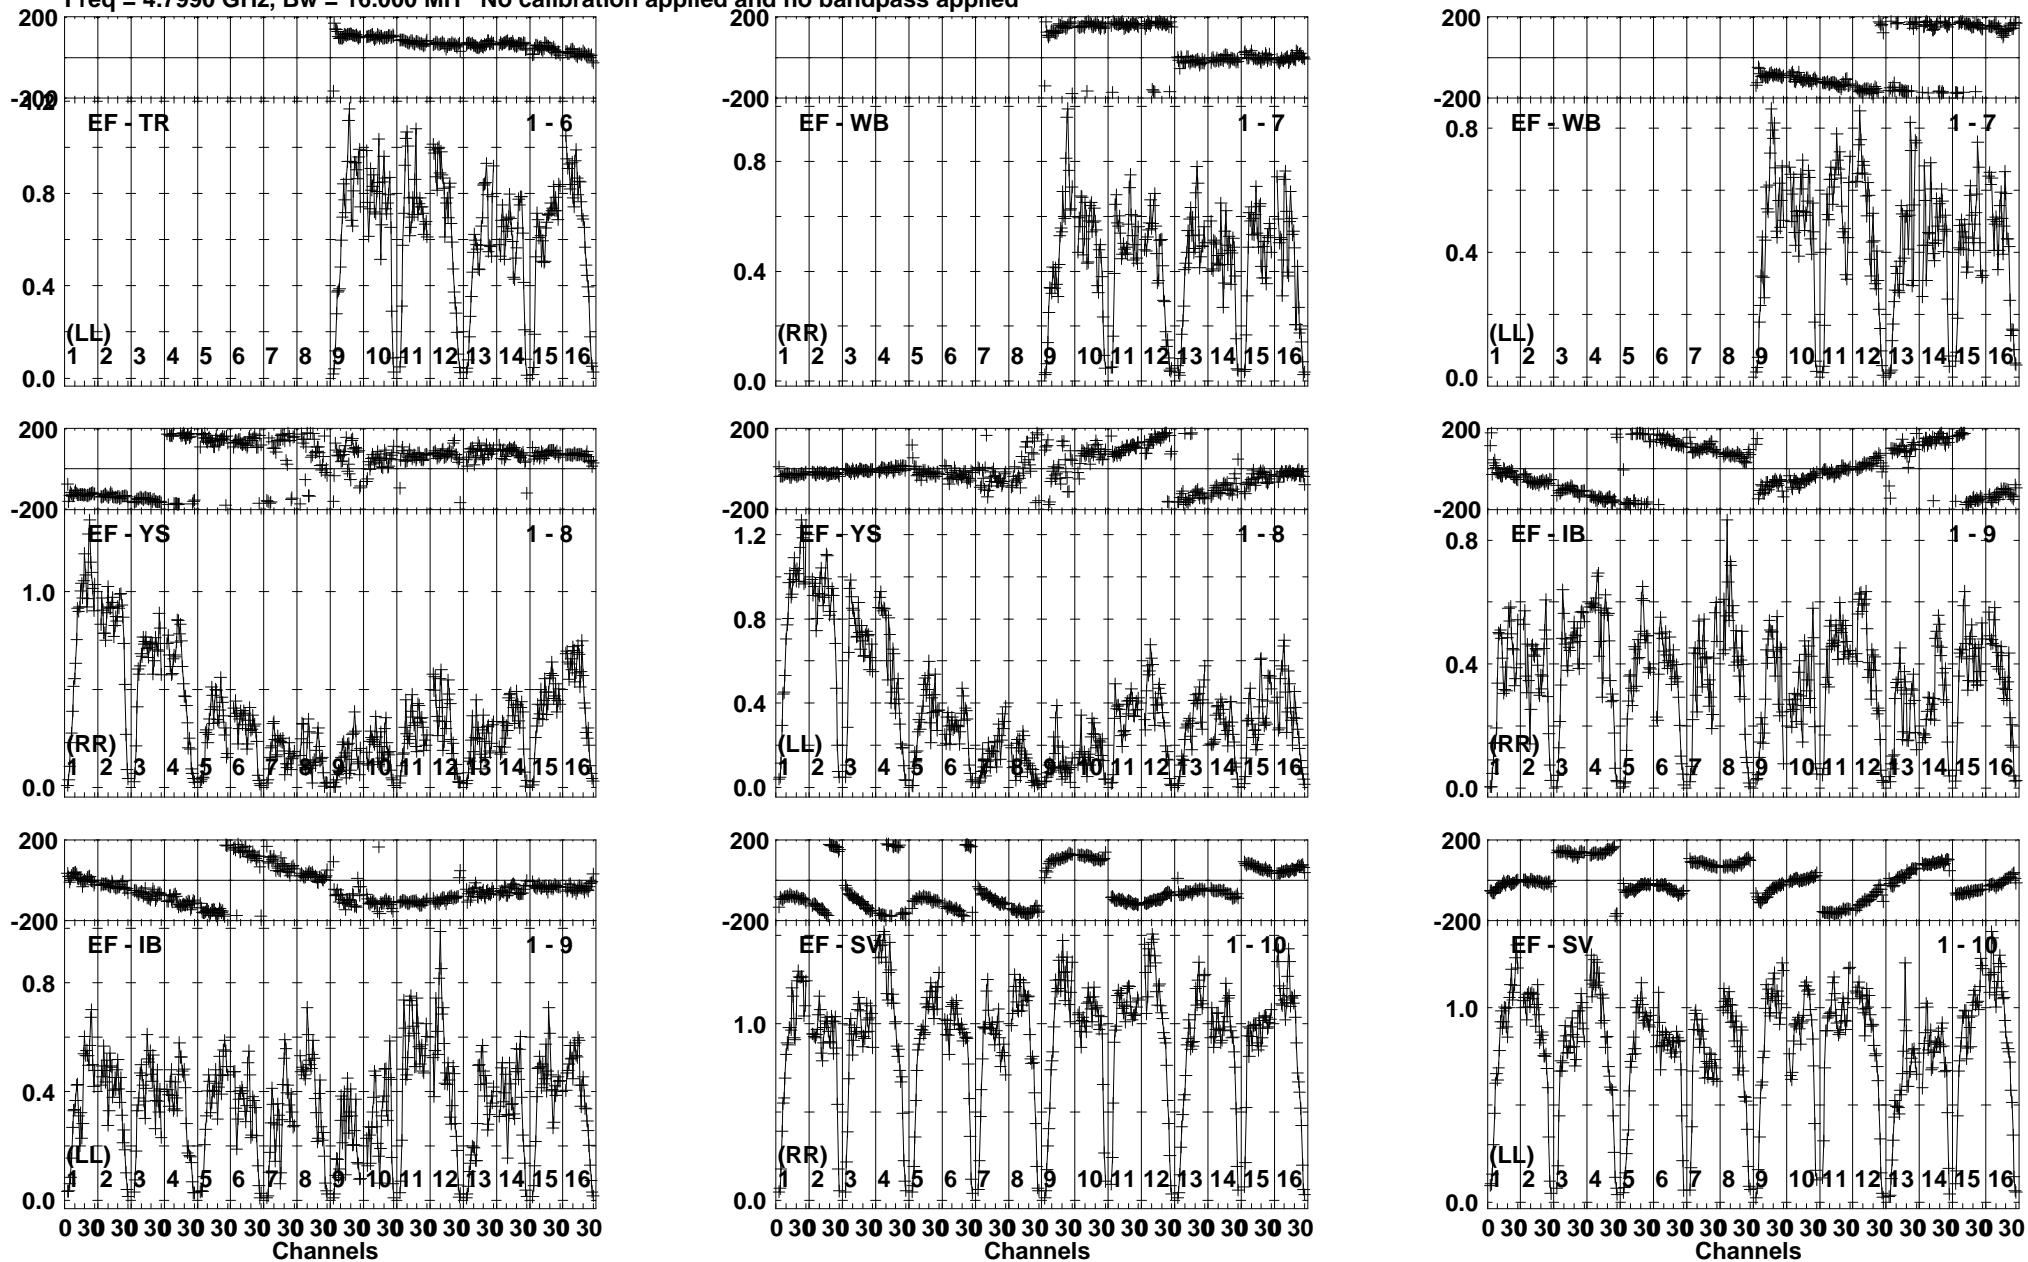 Freq = 4.7990 GHz, Bw = 16.000 MH No calibration applied and no bandpass applied
200 200 200
-200 -200 -200
1.2
EF - TR 1 - 6 EF - WB 1 - 7 EF - WB 1 - 7
0.8 0.8 0.8
0.4 0.4 0.4
(LL) (RR) (LL)
1 2 3 4 5 6 7 8 9 10 11 12 13 14 15 16 1 2 3 4 5 6 7 8 9 10 11 12 13 14 15 16 1 2 3 4 5 6 7 8 9 10 11 12 13 14 15 16
0.0 0.0 0.0
200 200 200
-200 -200 -200
EF - YS 1 - 8 EF - YS 1 - 8 EF - IB 1 - 9
1.2 0.8
1.0 0.8
0.4 0.4
(RR) (LL) (RR)
1 2 3 4 5 6 7 8 9 10 11 12 13 14 15 16 1 2 3 4 5 6 7 8 9 10 11 12 13 14 15 16 1 2 3 4 5 6 7 8 9 10 11 12 13 14 15 16
0.0 0.0 0.0
200 200 200
-200 -200 -200
EF - IB 1 - 9 EF - SV 1 - 10 EF - SV 1 - 10
0.8 1.0 1.0
0.4
(LL) (RR) (LL)
1 2 3 4 5 6 7 8 9 10 11 12 13 14 15 16 1 2 3 4 5 6 7 8 9 10 11 12 13 14 15 16 1 2 3 4 5 6 7 8 9 10 11 12 13 14 15 16
0.0 0.0 0.0
0 30 30 30 30 30 30 30 30 30 30 30 30 30 30 30 30 0 30 30 30 30 30 30 30 30 30 30 30 30 30 30 30 30 0 30 30 30 30 30 30 30 30 30 30 30 30 30 30 30 30
Channels Channels Channels